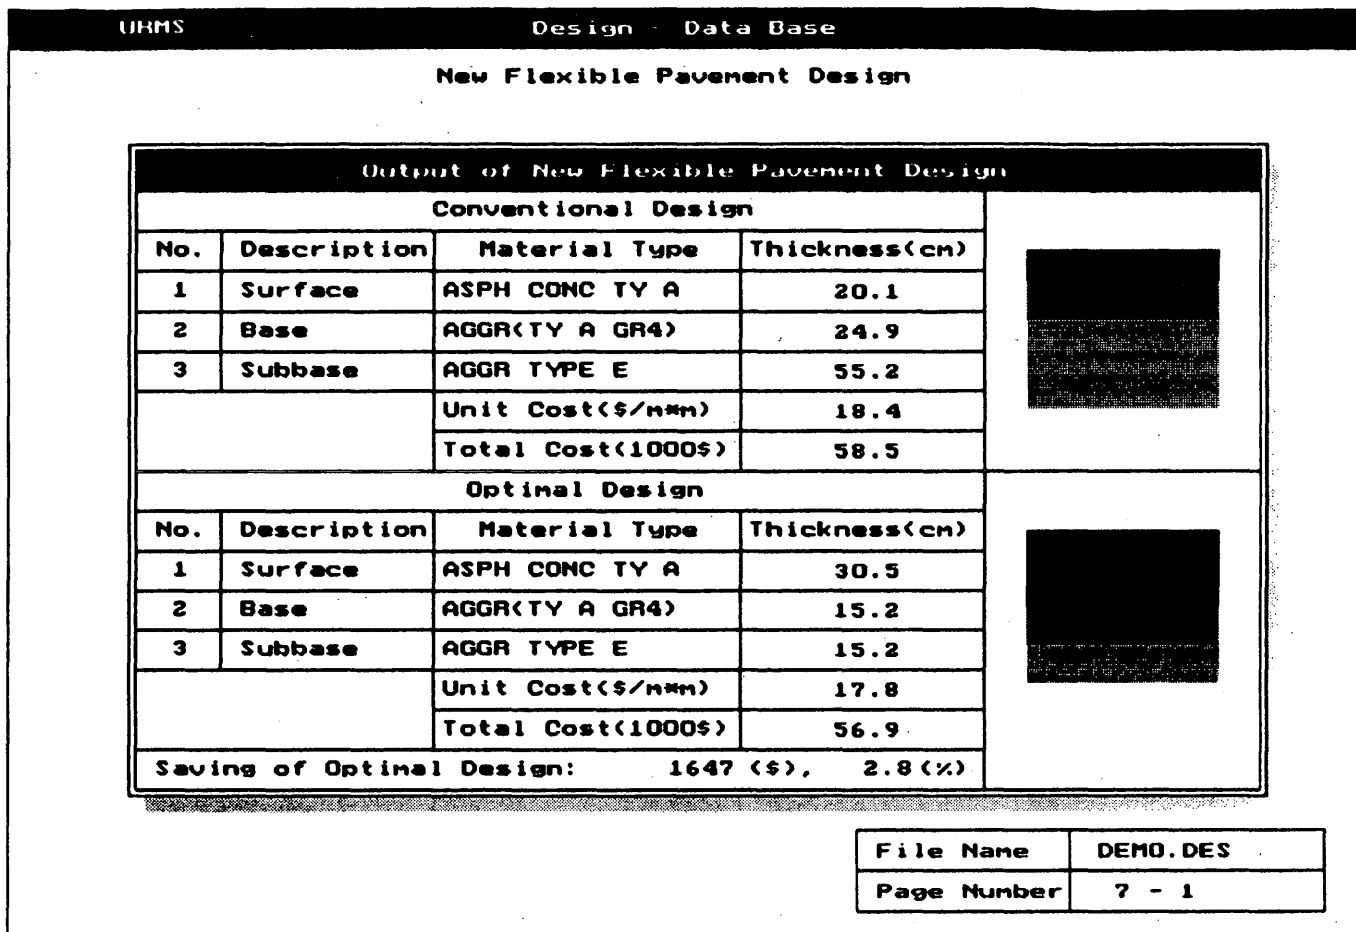 URMS Design - Data Base
New Flexible Pavement Design
Output of New Flexible Pavement Design
Conventional Design
No. Description Material Type Thickness(cm)
1 Surface ASPH CONC TY A 20.1
2 Base AGGR(TY A GR4) 24.9
3 Subbase AGGR TYPE E 55.2
Unit Cost($/m*m) 18.4
Total Cost(1000$) 58.5
Optimal Design
No. Description Material Type Thickness(cm)
1 Surface ASPH CONC TY A 30.5
2 Base AGGR(TY A GR4) 15.2
3 Subbase AGGR TYPE E 15.2
Unit Cost($/m*m) 17.8
Total Cost(1000$) 56.9
Saving of Optimal Design: 1647 ($), 2.8 (%)
File Name DEMO.DES
Page Number 7 - 1